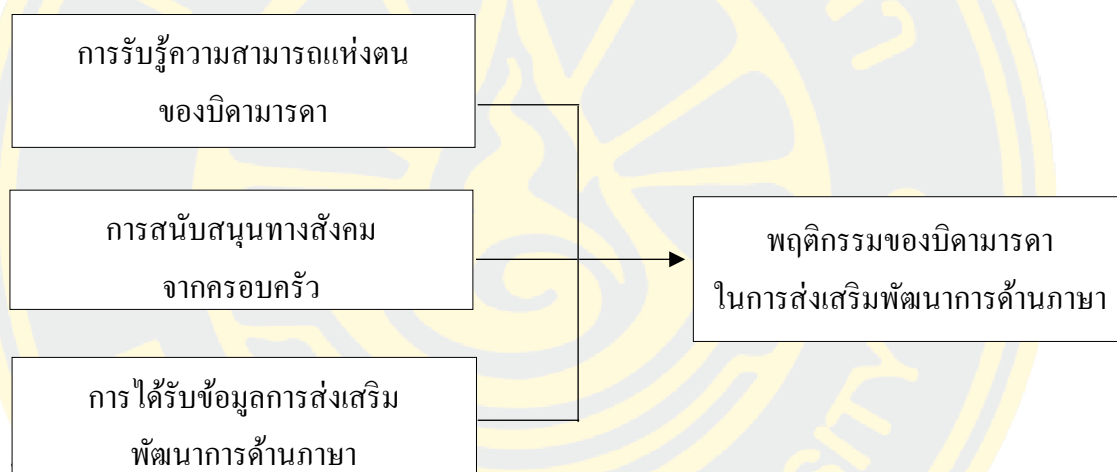 การรับรู้ความสามารถแห่งตน
ของบิดามารดา
การสนับสนุนทางสังคม
จากครอบครัว
การได้รับข้อมูลการส่งเสริม
พัฒนาการด้านภาษา
พฤติกรรมของบิดามารดา
ในการส่งเสริมพัฒนาการด้านภาษา